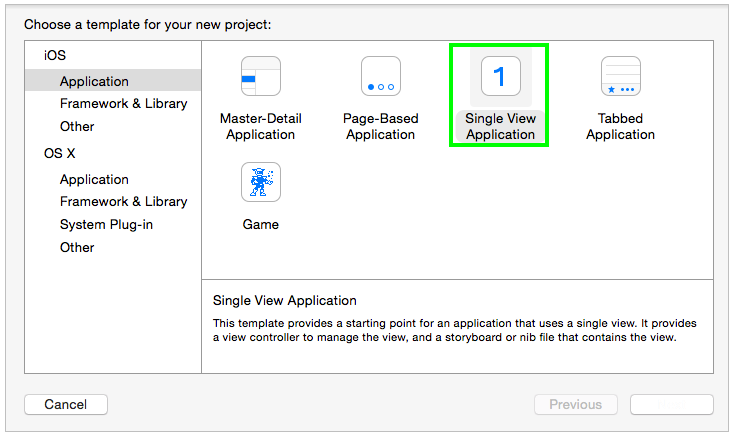 Choose a template for your new project:
iOS
Application
Framework & Library
Other
OS X
Application
Framework & Library
System Plug-in
Other
Master-Detail
Application
Page-Based
Application
1
Single View
Application
Tabbed
Application
Game
Single View Application
This template provides a starting point for an application that uses a single view. It provides
a view controller to manage the view, and a storyboard or nib file that contains the view.
Cancel
Previous